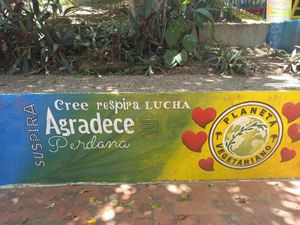 SUSPIRA
Cree respira LUCHA
Agradece
Perdona
PLANETA
VEGETARIANO